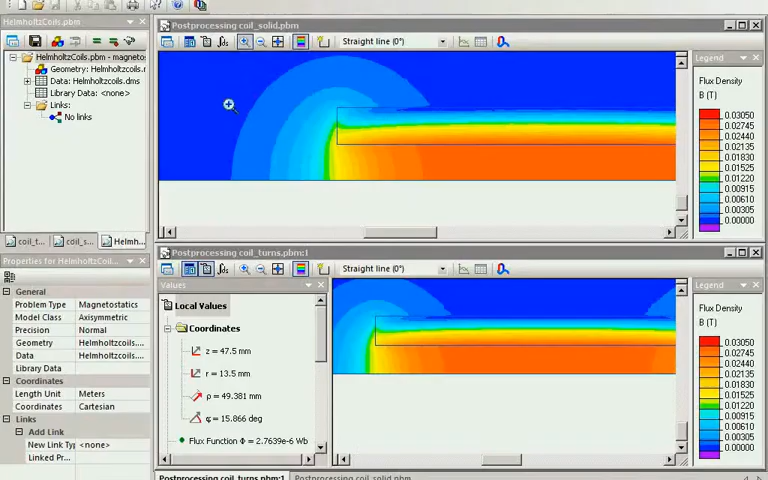 HelmholtzCoils.pbm
HelmholtzCoils.pbm - magneto
Geometry: Helmholtzcoils.r
Data: Helmholtzcoils.dms
Library Data: <none>
Links:
No links
coil_t...
coil_s...
Helmh...
Properties for HelmholtzCoil...
General
Problem Type Magnetostatics
Model Class Axisymmetric
Precision Normal
Geometry Helmholtzcoils....
Data Helmholtzcoils....
Library Data
Coordinates
Length Unit Meters
Coordinates Cartesian
Links
Add Link
New Link Typ <none>
Linked Pr...
Postprocessing coil_solid.pbm
Straight line (0°)
Legend
Flux Density
B (T)
0.03050
0.02745
0.02440
0.02135
0.01830
0.01525
0.01220
0.00915
0.00610
0.00305
0.00000
Postprocessing coil_turns.pbm:1
Straight line (0°)
Values
Local Values
Coordinates
z = 47.5 mm
r = 13.5 mm
ρ = 49.381 mm
φ = 15.866 deg
Flux Function Φ = 2.7639e-6 Wb
Legend
Flux Density
B (T)
0.03050
0.02745
0.02440
0.02135
0.01830
0.01525
0.01220
0.00915
0.00610
0.00305
0.00000
Postprocessing coil_turns.pbm:1
Postprocessing coil_solid.pbm